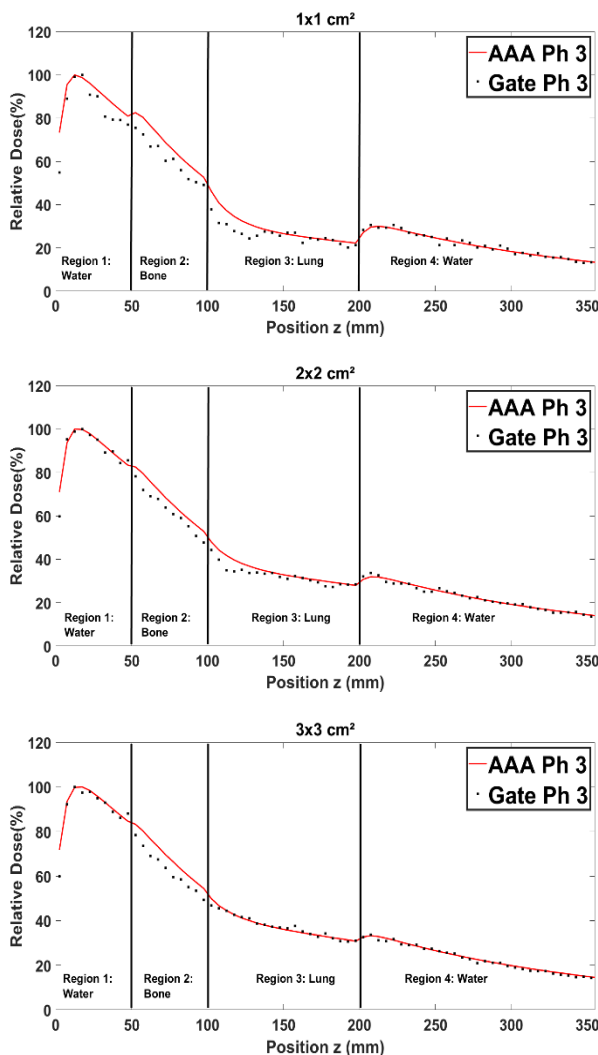 1x1 cm²
120
100
80
60
40
20
0
Relative Dose(%)
AAA Ph 3
Gate Ph 3
Region 1:
Water
Region 2:
Bone
Region 3: Lung
Region 4: Water
0 50 100 150 200 250 300 350
Position z (mm)
2x2 cm²
120
100
80
60
40
20
0
Relative Dose(%)
AAA Ph 3
Gate Ph 3
Region 1:
Water
Region 2:
Bone
Region 3: Lung
Region 4: Water
0 50 100 150 200 250 300 350
Position z (mm)
3x3 cm²
120
100
80
60
40
20
0
Relative Dose(%)
AAA Ph 3
Gate Ph 3
Region 1:
Water
Region 2:
Bone
Region 3: Lung
Region 4: Water
0 50 100 150 200 250 300 350
Position z (mm)